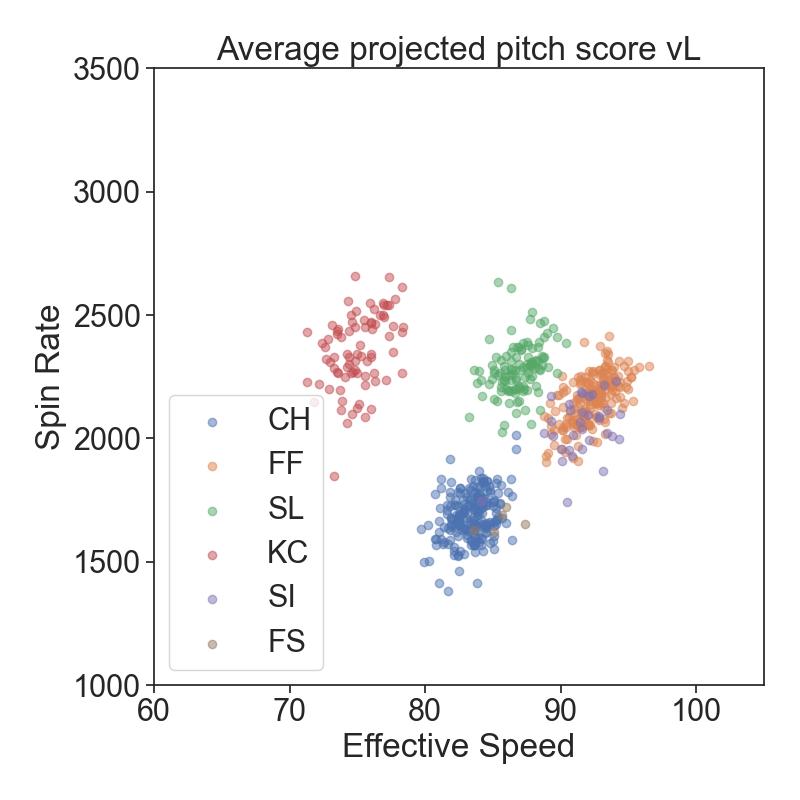 Average projected pitch score vL
3500
3000
2500
2000
1500
1000
Spin Rate
CH
FF
SL
KC
SI
FS
60 70 80 90 100
Effective Speed